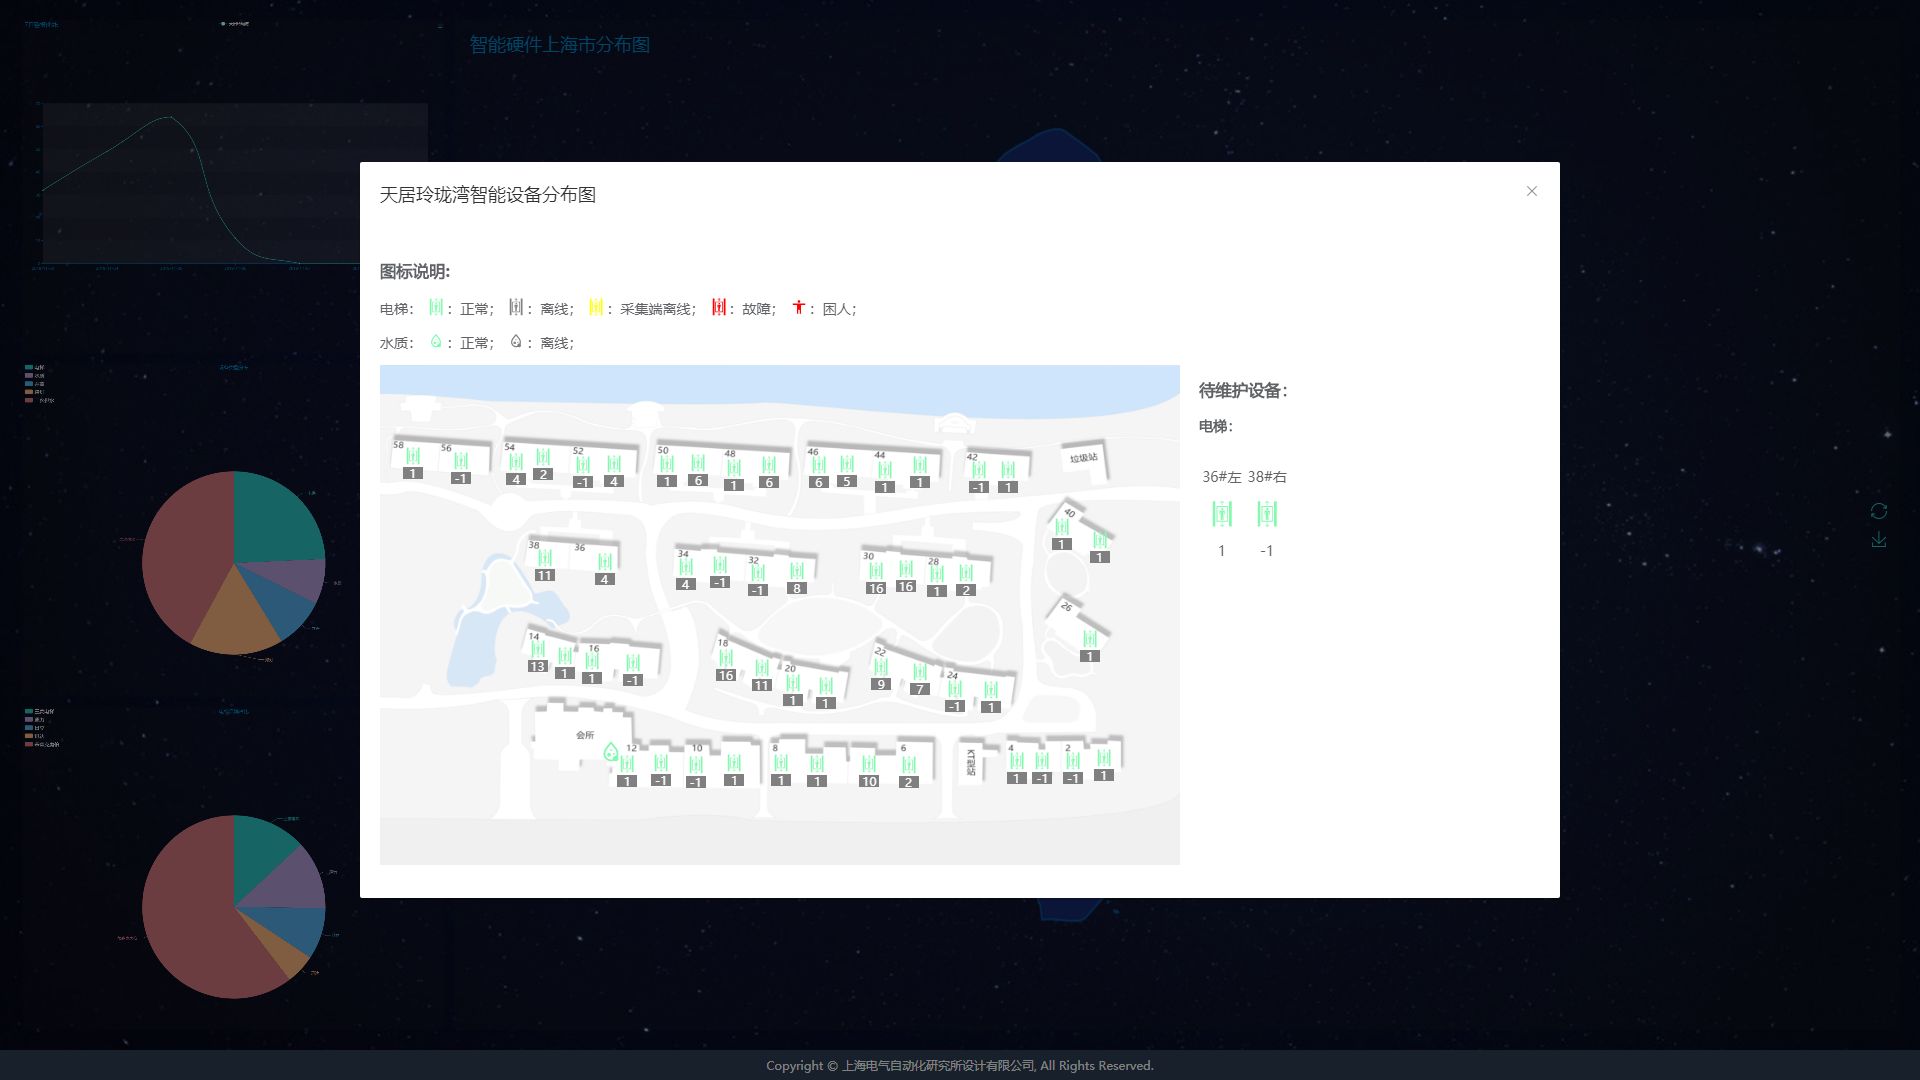 智能硬件上海市分布图
天居玲珑湾智能设备分布图
图标说明:
电梯： ：正常； ：离线； ：采集端离线； ：故障； ：困人；
水质： ：正常； ：离线；
待维护设备：
电梯：
36#左 38#右
1 -1
58 56 54 52 50 48 46 44 42 垃圾站
1 -1 4 2 -1 4 1 6 1 6 6 5 1 1 -1 1
40
1 1
38 36 34 32 30 28
11 4 4 -1 -1 8 16 16 1 2
26
1
14 16 18 20 22 24
13 1 1 -1 16 11 1 1 9 7 -1 1
会所 12 10 8 6 KT型站 4 2
1 -1 -1 1 1 1 10 2 1 -1 -1 1
Copyright © 上海电气自动化研究所设计有限公司, All Rights Reserved.